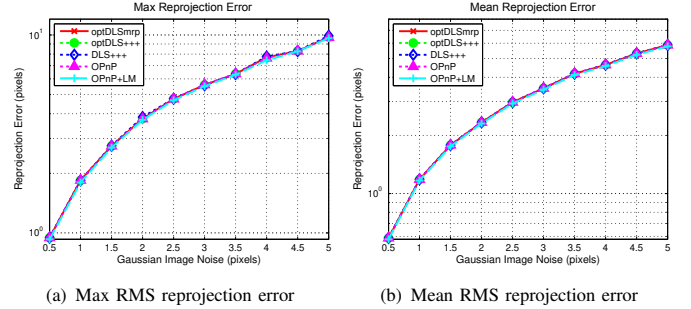 Max Reprojection Error
10^1
10^0
Reprojection Error (pixels)
optDLSmrp
optDLS+++
DLS+++
OPnP
OPnP+LM
0.5 1 1.5 2 2.5 3 3.5 4 4.5 5
Gaussian Image Noise (pixels)
(a) Max RMS reprojection error
Mean Reprojection Error
10^0
Reprojection Error (pixels)
optDLSmrp
optDLS+++
DLS+++
OPnP
OPnP+LM
0.5 1 1.5 2 2.5 3 3.5 4 4.5 5
Gaussian Image Noise (pixels)
(b) Mean RMS reprojection error